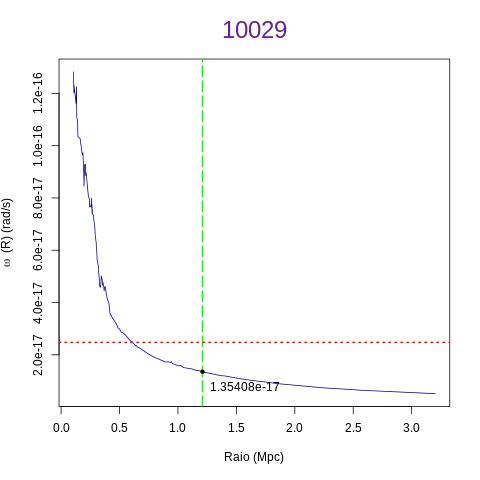 10029
ω (R) (rad/s)
1.2e-16
1.0e-16
8.0e-17
6.0e-17
4.0e-17
2.0e-17
1.35408e-17
0.0 0.5 1.0 1.5 2.0 2.5 3.0
Raio (Mpc)